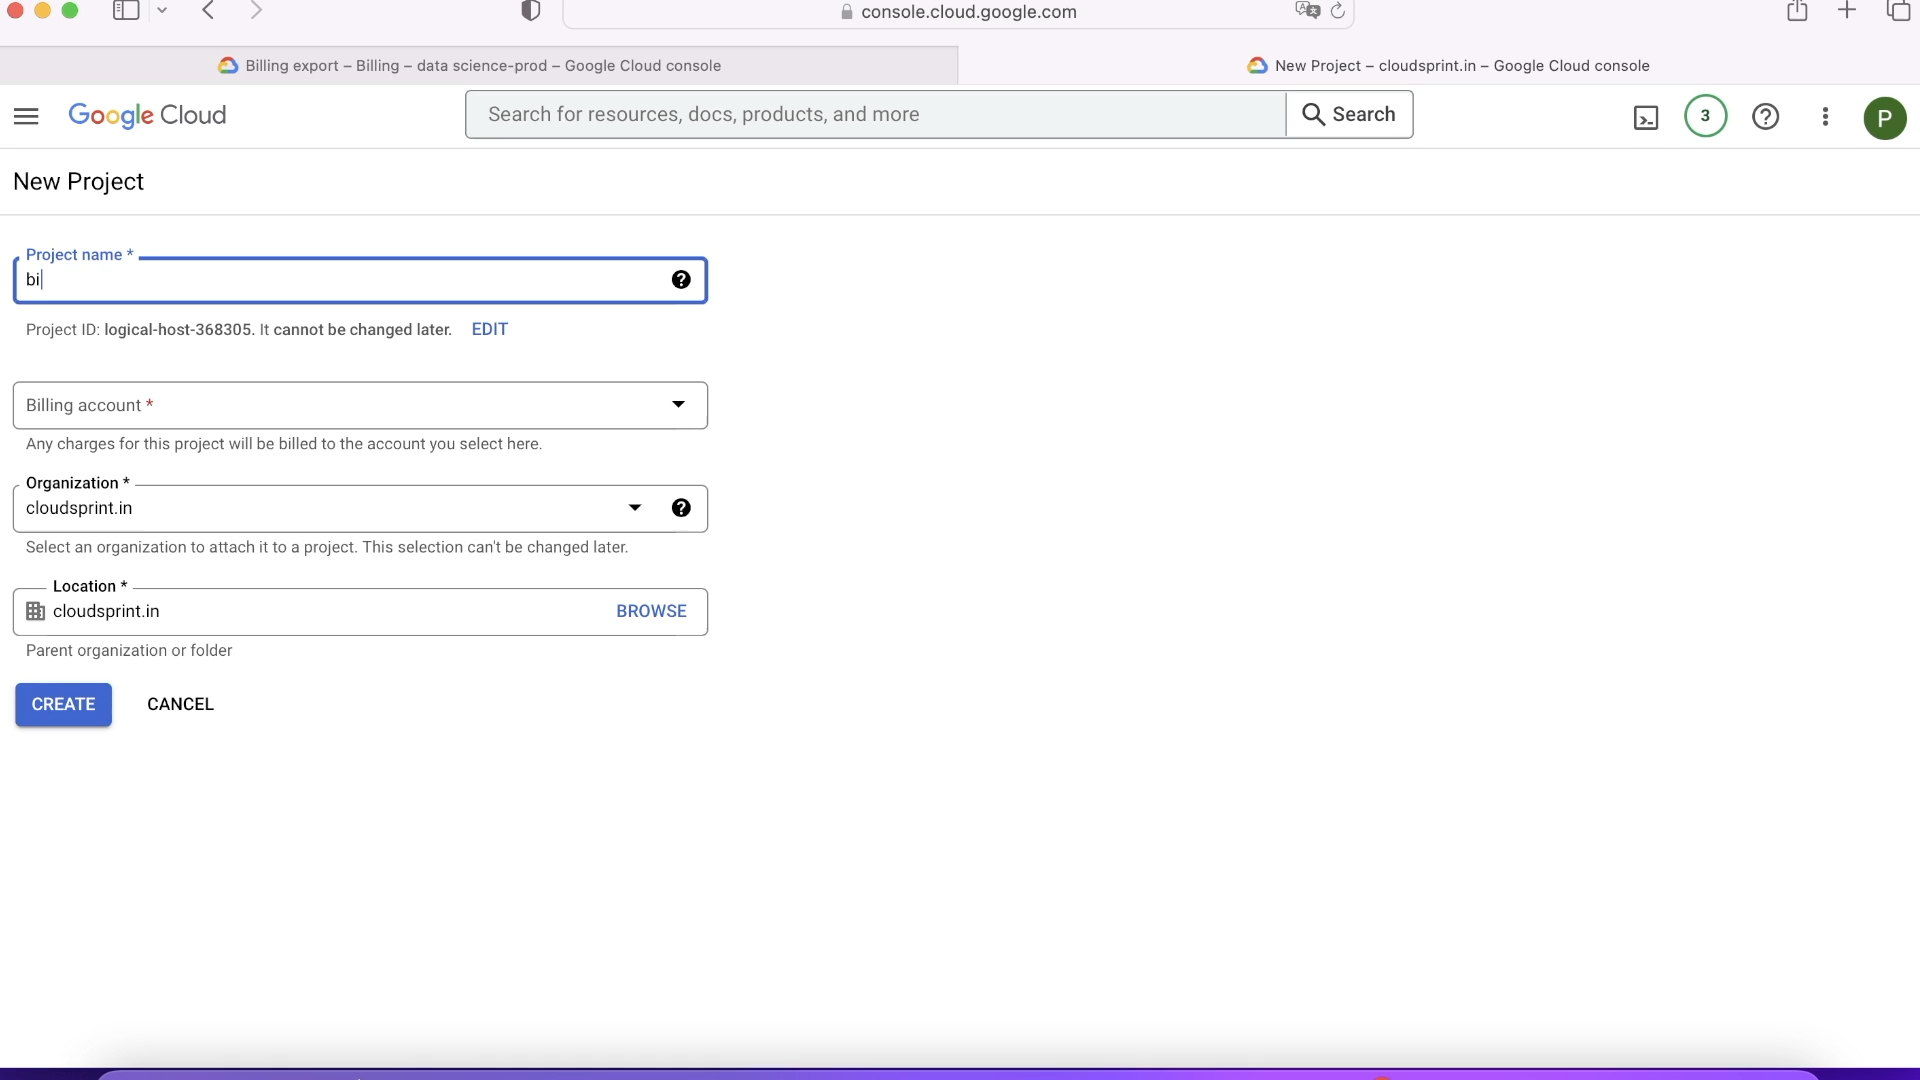 console.cloud.google.com
Billing export – Billing – data science-prod – Google Cloud console
New Project – cloudsprint.in – Google Cloud console
Google Cloud
Search for resources, docs, products, and more
Search
3
P
New Project
Project name *
bi
Project ID: logical-host-368305. It cannot be changed later. EDIT
Billing account *
Any charges for this project will be billed to the account you select here.
Organization *
cloudsprint.in
Select an organization to attach it to a project. This selection can't be changed later.
Location *
cloudsprint.in BROWSE
Parent organization or folder
CREATE CANCEL